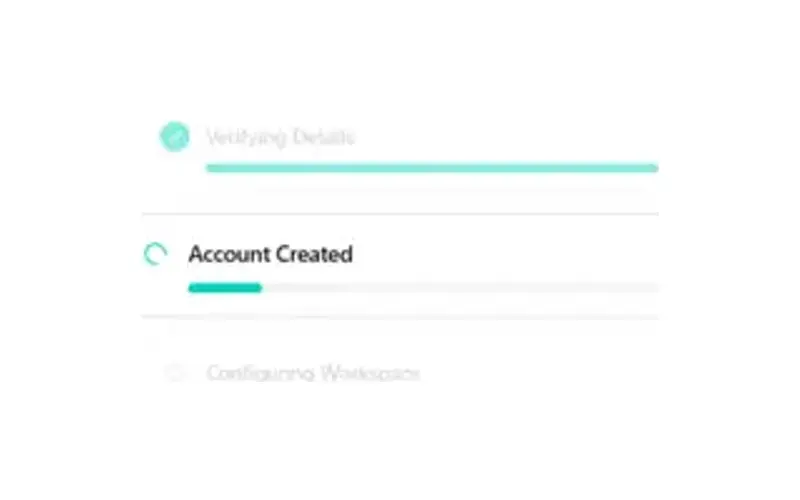 Verifying Details
Account Created
Configuring Workspace